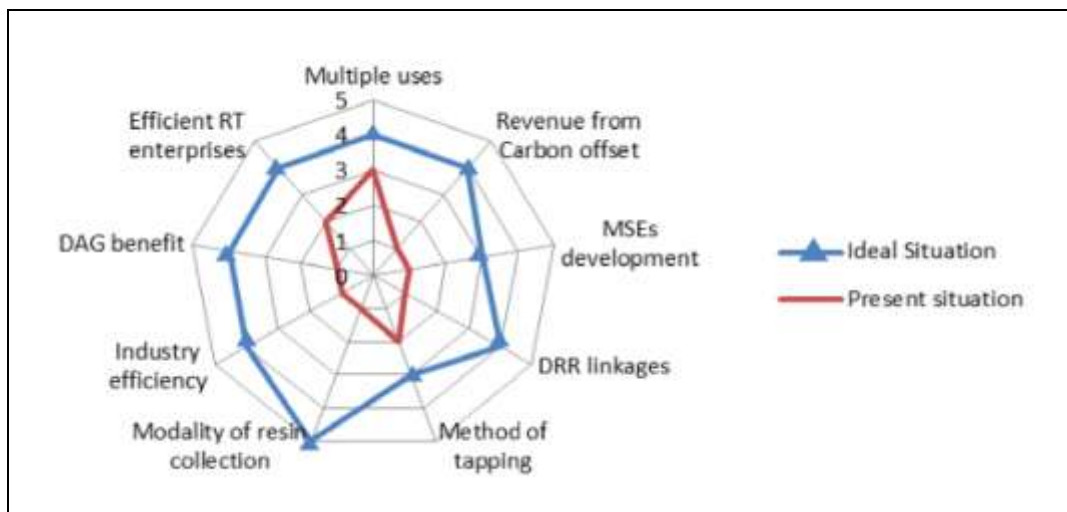 Multiple uses
5
4
3
2
1
0
Revenue from
Carbon offset
MSEs
development
DRR linkages
Method of
tapping
Modality of resin
collection
Industry
efficiency
DAG benefit
Efficient RT
enterprises
Ideal Situation
Present situation